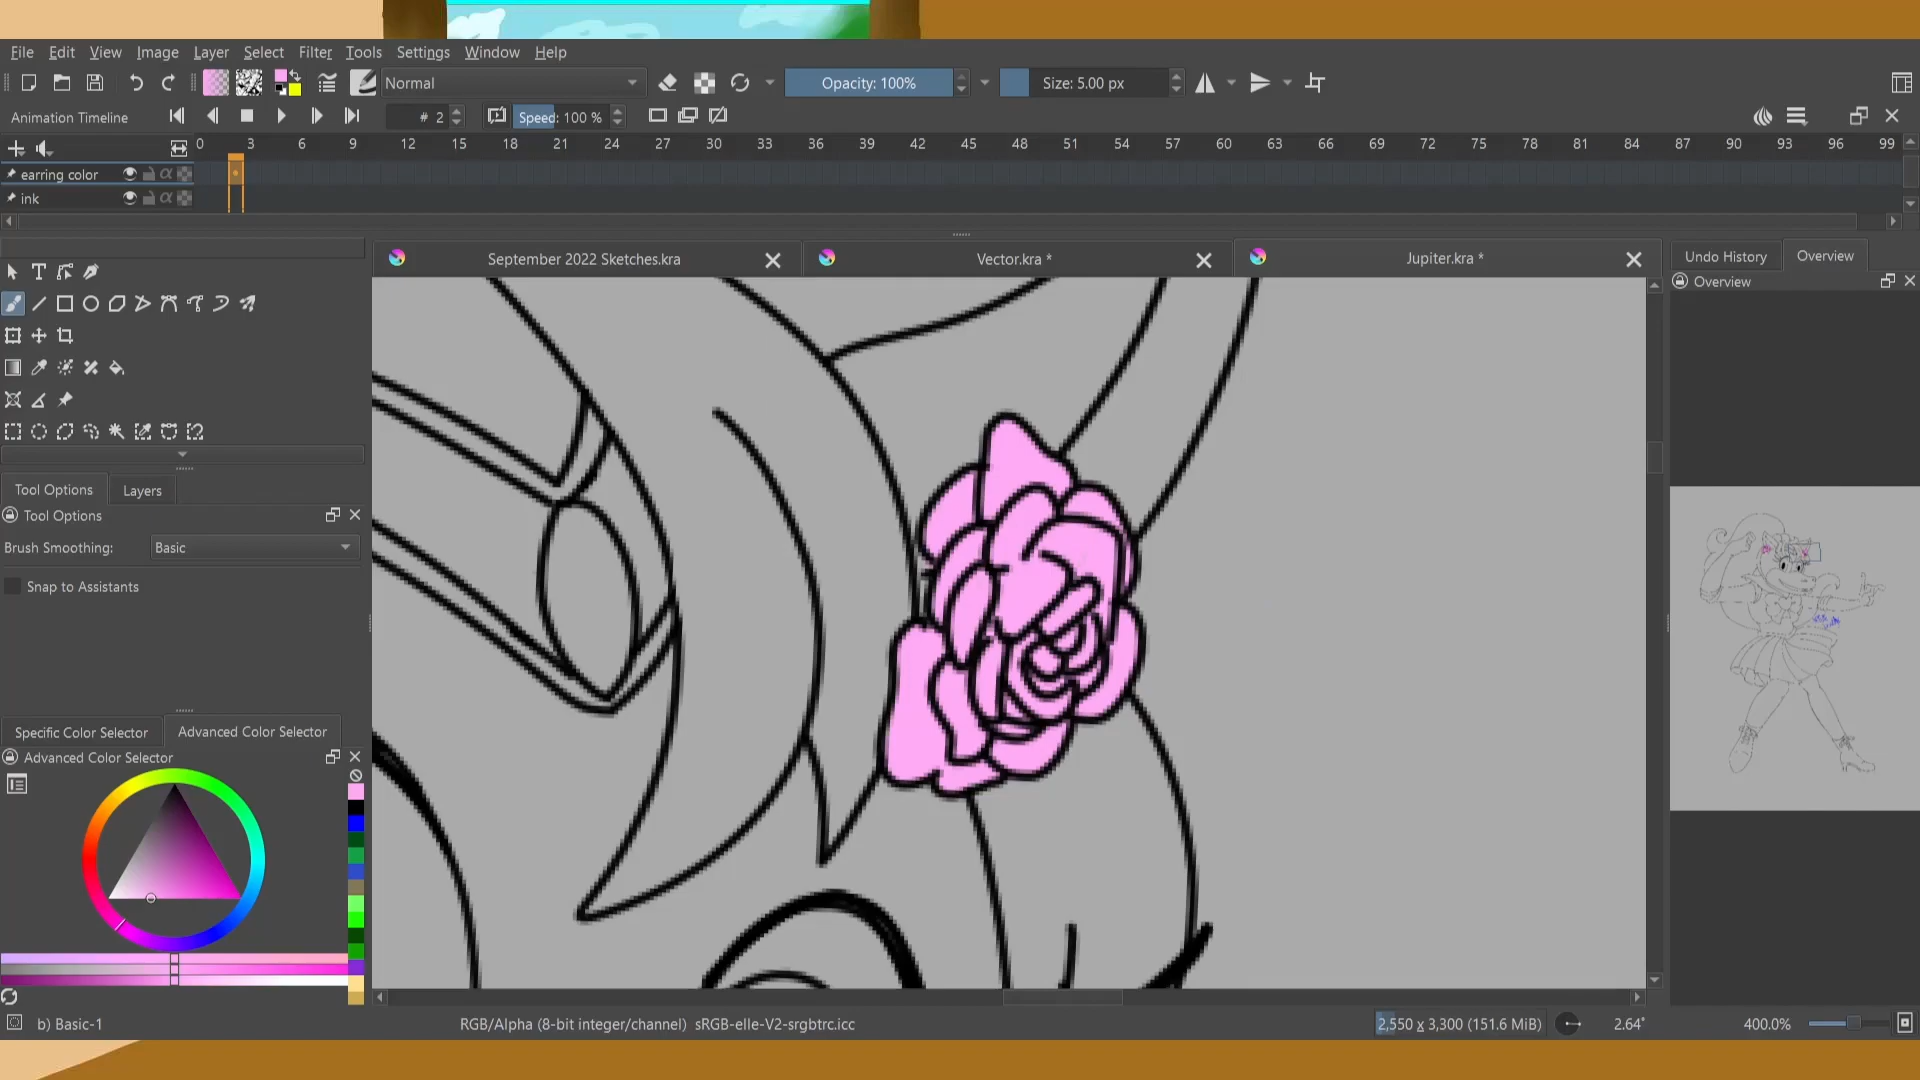 File Edit View Image Layer Select Filter Tools Settings Window Help
Normal Opacity: 100% Size: 5.00 px
Animation Timeline # 2 Speed: 100 %
0 3 6 9 12 15 18 21 24 27 30 33 36 39 42 45 48 51 54 57 60 63 66 69 72 75 78 81 84 87 90 93 96 99
earring color
ink
September 2022 Sketches.kra Vector.kra * Jupiter.kra * Undo History Overview
Overview
Tool Options Layers
Tool Options
Brush Smoothing: Basic
Snap to Assistants
Specific Color Selector Advanced Color Selector
Advanced Color Selector
b) Basic-1 RGB/Alpha (8-bit integer/channel) sRGB-elle-V2-srgbtrc.icc 2,550 x 3,300 (151.6 MiB) 2.64° 400.0%